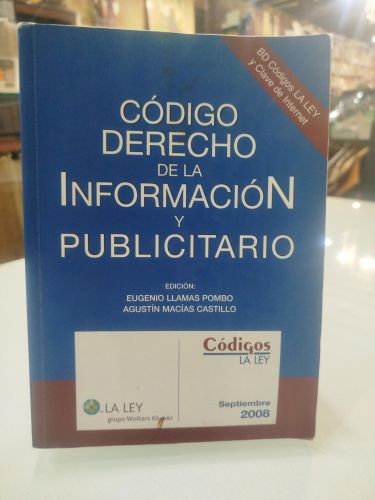 BD Códigos LA LEY
y Clave de Internet
CÓDIGO
DERECHO
DE LA
INFORMACIÓN
Y
PUBLICITARIO
EDICIÓN:
EUGENIO LLAMAS POMBO
AGUSTÍN MACÍAS CASTILLO
Códigos
LA LEY
LA LEY
grupo Wolters Kluwer
Septiembre
2008